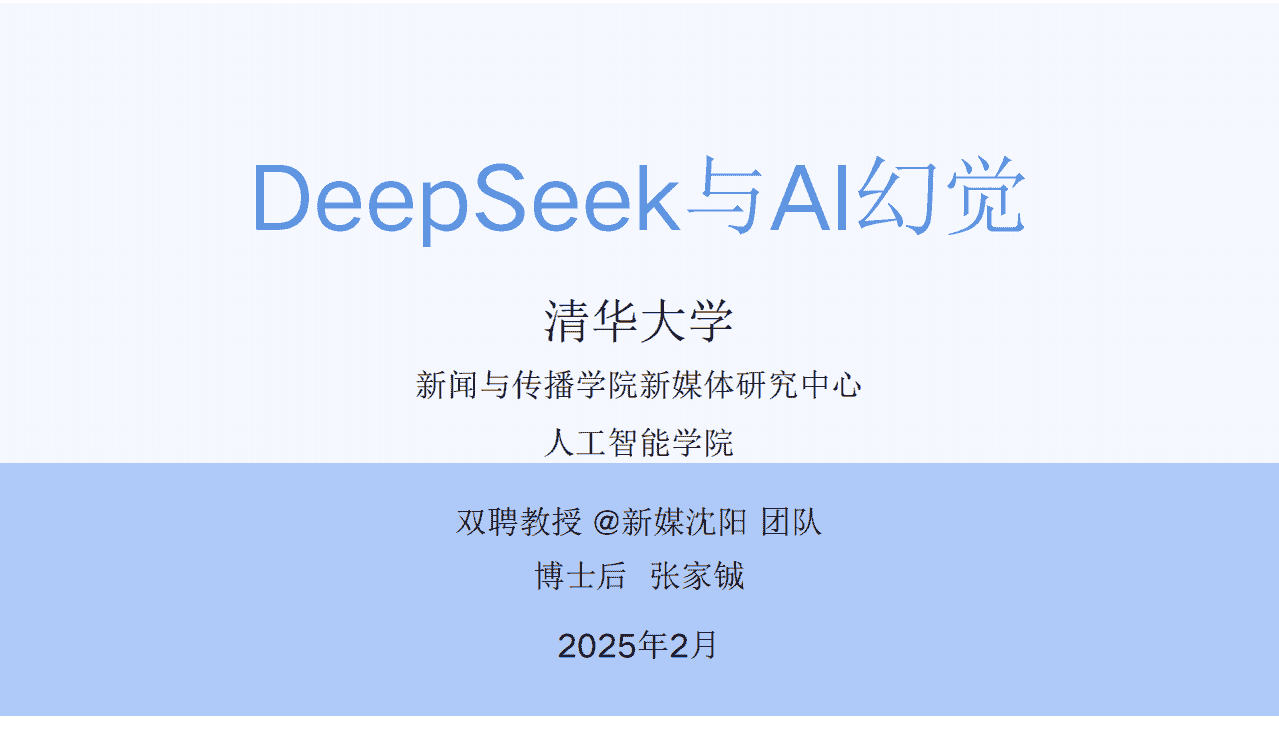 DeepSeek与AI幻觉
清华大学
新闻与传播学院新媒体研究中心
人工智能学院
双聘教授 @新媒沈阳 团队
博士后 张家铖
2025年2月